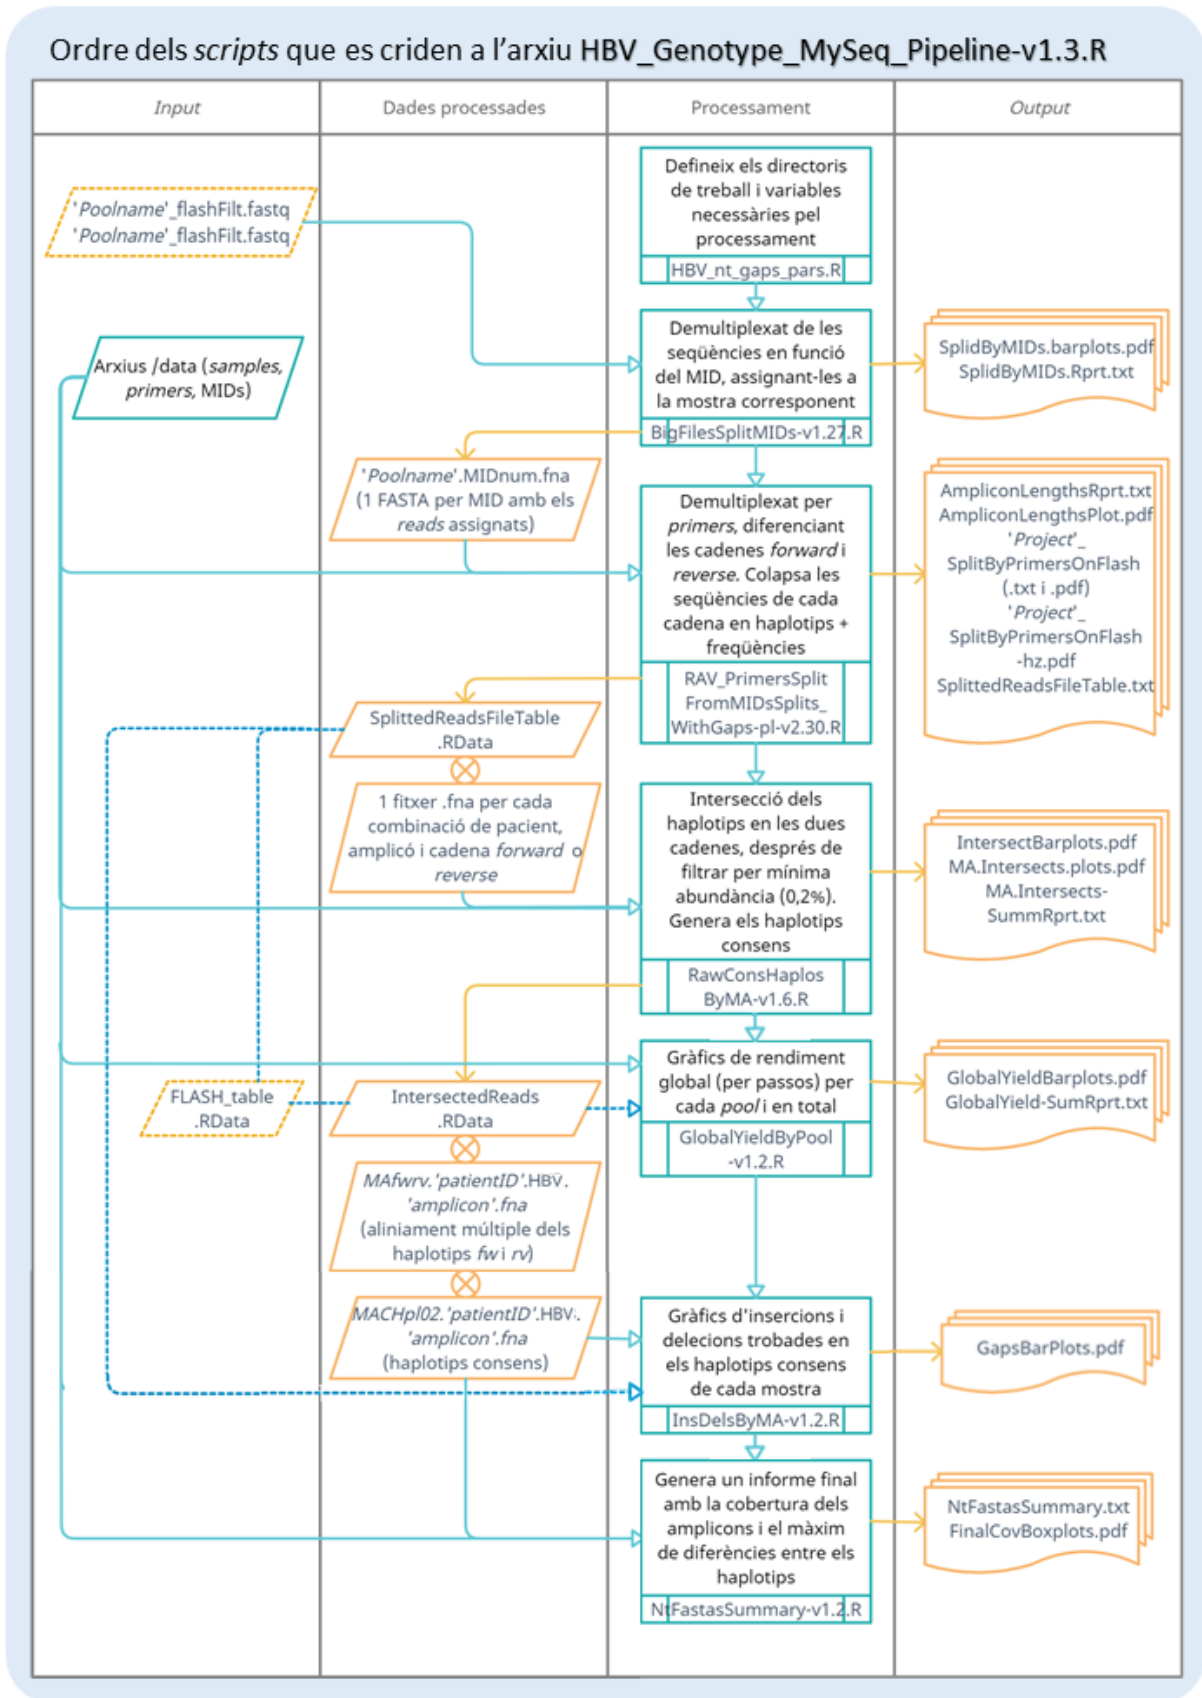 Ordre dels scripts que es criden a l'arxiu HBV_Genotype_MySeq_Pipeline-v1.3.R
Input
Dades processades
Processament
Output
Defineix els directoris
de treball i variables
necessàries pel
processament
HBV_nt_gaps_pars.R
'Poolname'_flashFilt.fastq
'Poolname'_flashFilt.fastq
Demultiplexat de les
seqüències en funció
del MID, assignant-les a
la mostra corresponent
BigFilesSplitMIDs-v1.27.R
SplidByMIDs.barplots.pdf
SplidByMIDs.Rprt.txt
Arxius /data (samples,
primers, MIDs)
'Poolname'.MIDnum.fna
(1 FASTA per MID amb els
reads assignats)
Demultiplexat per
primers, diferenciant
les cadenes forward i
reverse. Colapsa les
seqüències de cada
cadena en haplotips +
freqüències
RAV_PrimersSplit
FromMIDsSplits_
WithGaps-pl-v2.30.R
AmpliconLengthsRprt.txt
AmpliconLengthsPlot.pdf
'Project'_
SplitByPrimersOnFlash
(.txt i .pdf)
'Project'_
SplitByPrimersOnFlash
-hz.pdf
SplittedReadsFileTable.txt
SplittedReadsFileTable
.RData
1 fitxer .fna per cada
combinació de pacient,
amplicó i cadena forward o
reverse
Intersecció dels
haplotips en les dues
cadenes, després de
filtrar per mínima
abundància (0,2%).
Genera els haplotips
consens
RawConsHaplos
ByMA-v1.6.R
IntersectBarplots.pdf
MA.Intersects.plots.pdf
MA.Intersects-
SummRprt.txt
FLASH_table
.RData
IntersectedReads
.RData
Gràfics de rendiment
global (per passos) per
cada pool i en total
GlobalYieldByPool
-v1.2.R
GlobalYieldBarplots.pdf
GlobalYield-SumRprt.txt
MAfwrv.'patientID'.HBV.
'amplicon'.fna
(aliniament múltiple dels
haplotips fw i rv)
MACHpl02.'patientID'.HBV.
'amplicon'.fna
(haplotips consens)
Gràfics d'insercions i
delecions trobades en
els haplotips consens
de cada mostra
InsDelsByMA-v1.2.R
GapsBarPlots.pdf
Genera un informe final
amb la cobertura dels
amplicons i el màxim
de diferències entre els
haplotips
NtFastasSummary-v1.2.R
NtFastasSummary.txt
FinalCovBoxplots.pdf